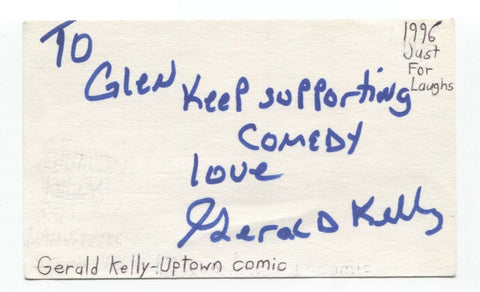 TO
Glen
Keep supporting
COMEDY
love
Gerald Kelly
1996
Just
For
Laughs
Gerald Kelly-Uptown comic